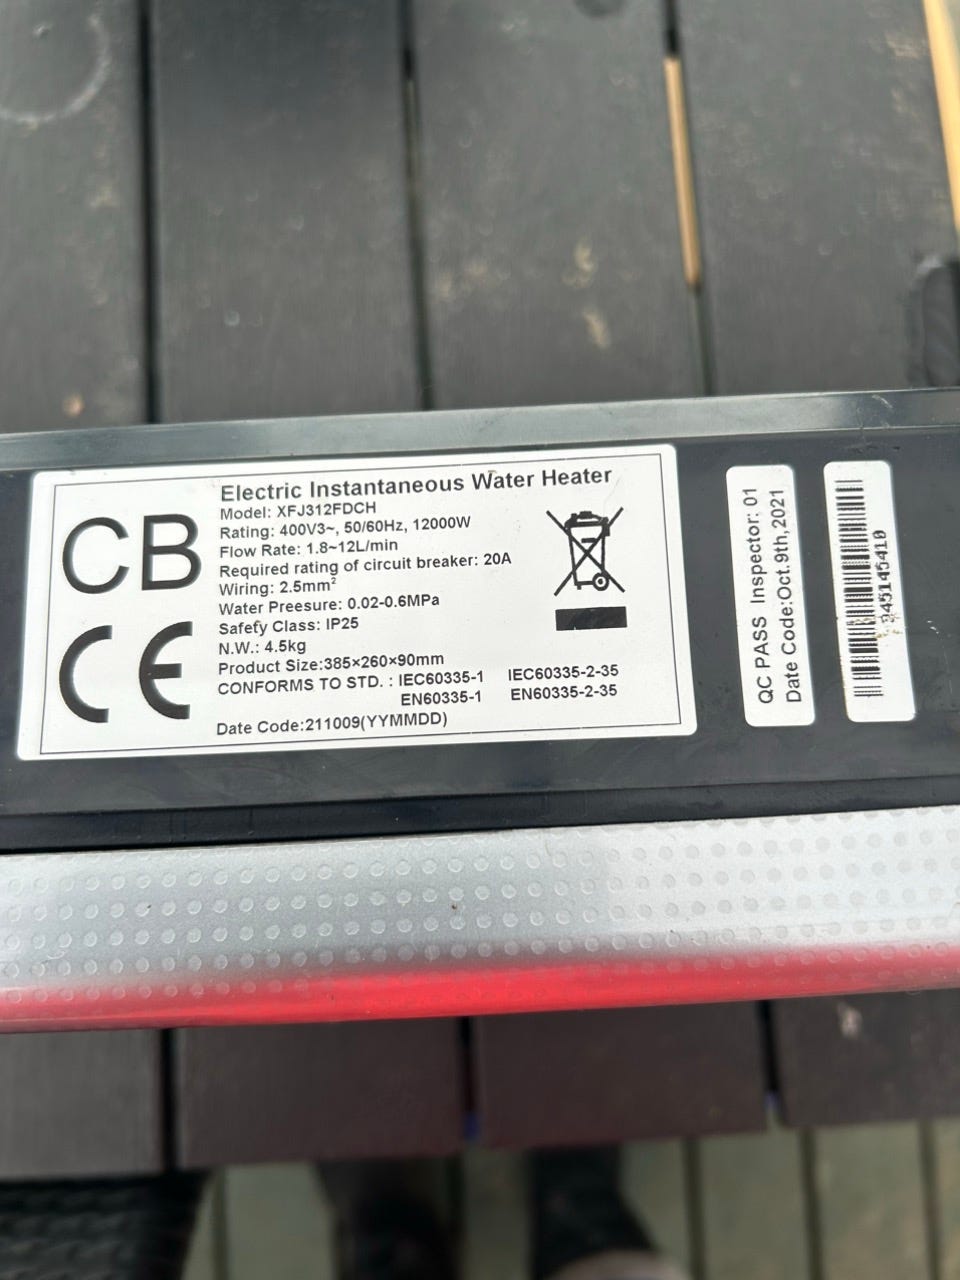 CB
CE
Electric Instantaneous Water Heater
Model: XFJ312FDCH
Rating: 400V3~, 50/60Hz, 12000W
Flow Rate: 1.8~12L/min
Required rating of circuit breaker: 20A
Wiring: 2.5mm²
Water Preesure: 0.02-0.6MPa
Safety Class: IP25
N.W.: 4.5kg
Product Size:385×260×90mm
CONFORMS TO STD. : IEC60335-1 IEC60335-2-35
EN60335-1 EN60335-2-35
Date Code:211009(YYMMDD)
QC PASS Inspector: 01
Date Code:Oct.9th,2021